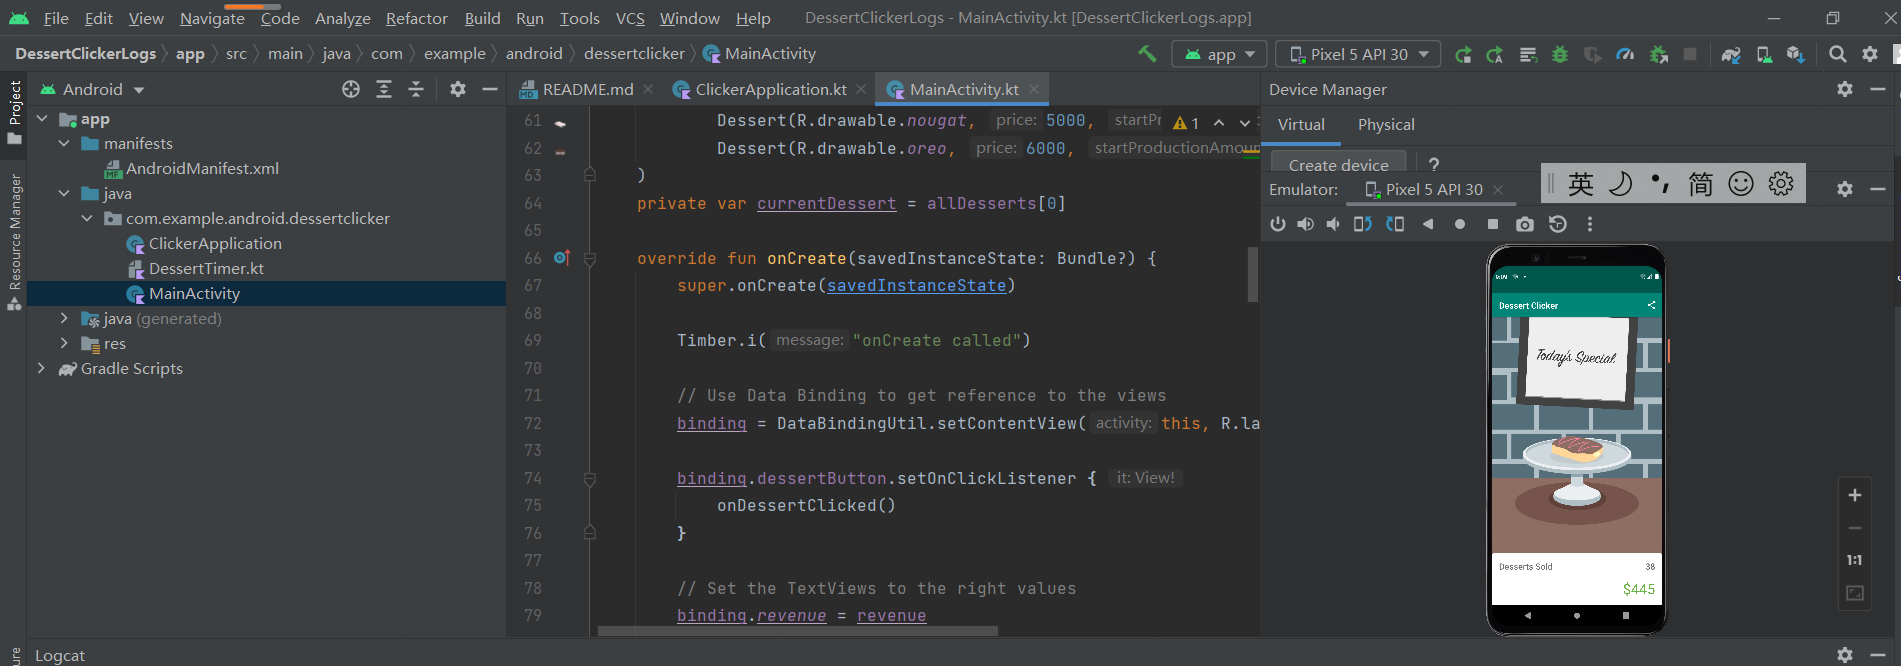 File Edit View Navigate Code Analyze Refactor Build Run Tools VCS Window Help DessertClickerLogs - MainActivity.kt [DessertClickerLogs.app]
DessertClickerLogs app src main java com example android dessertclicker MainActivity app Pixel 5 API 30
Project
Resource Manager
Android
app
manifests
AndroidManifest.xml
java
com.example.android.dessertclicker
ClickerApplication
DessertTimer.kt
MainActivity
java (generated)
res
Gradle Scripts
README.md ClickerApplication.kt MainActivity.kt
61 Dessert(R.drawable.nougat, price: 5000, startPr 1
62 Dessert(R.drawable.oreo, price: 6000, startProductionAmoun
63 )
64 private var currentDessert = allDesserts[0]
65
66 override fun onCreate(savedInstanceState: Bundle?) {
67 super.onCreate(savedInstanceState)
68
69 Timber.i( message: "onCreate called")
70
71 // Use Data Binding to get reference to the views
72 binding = DataBindingUtil.setContentView( activity: this, R.la
73
74 binding.dessertButton.setOnClickListener { it: View!
75 onDessertClicked()
76 }
77
78 // Set the TextViews to the right values
79 binding.revenue = revenue
Device Manager
Virtual Physical
Create device ?
Emulator: Pixel 5 API 30
英 简
Dessert Clicker
Today's Special
Desserts Sold 38
$445
1:1
Logcat